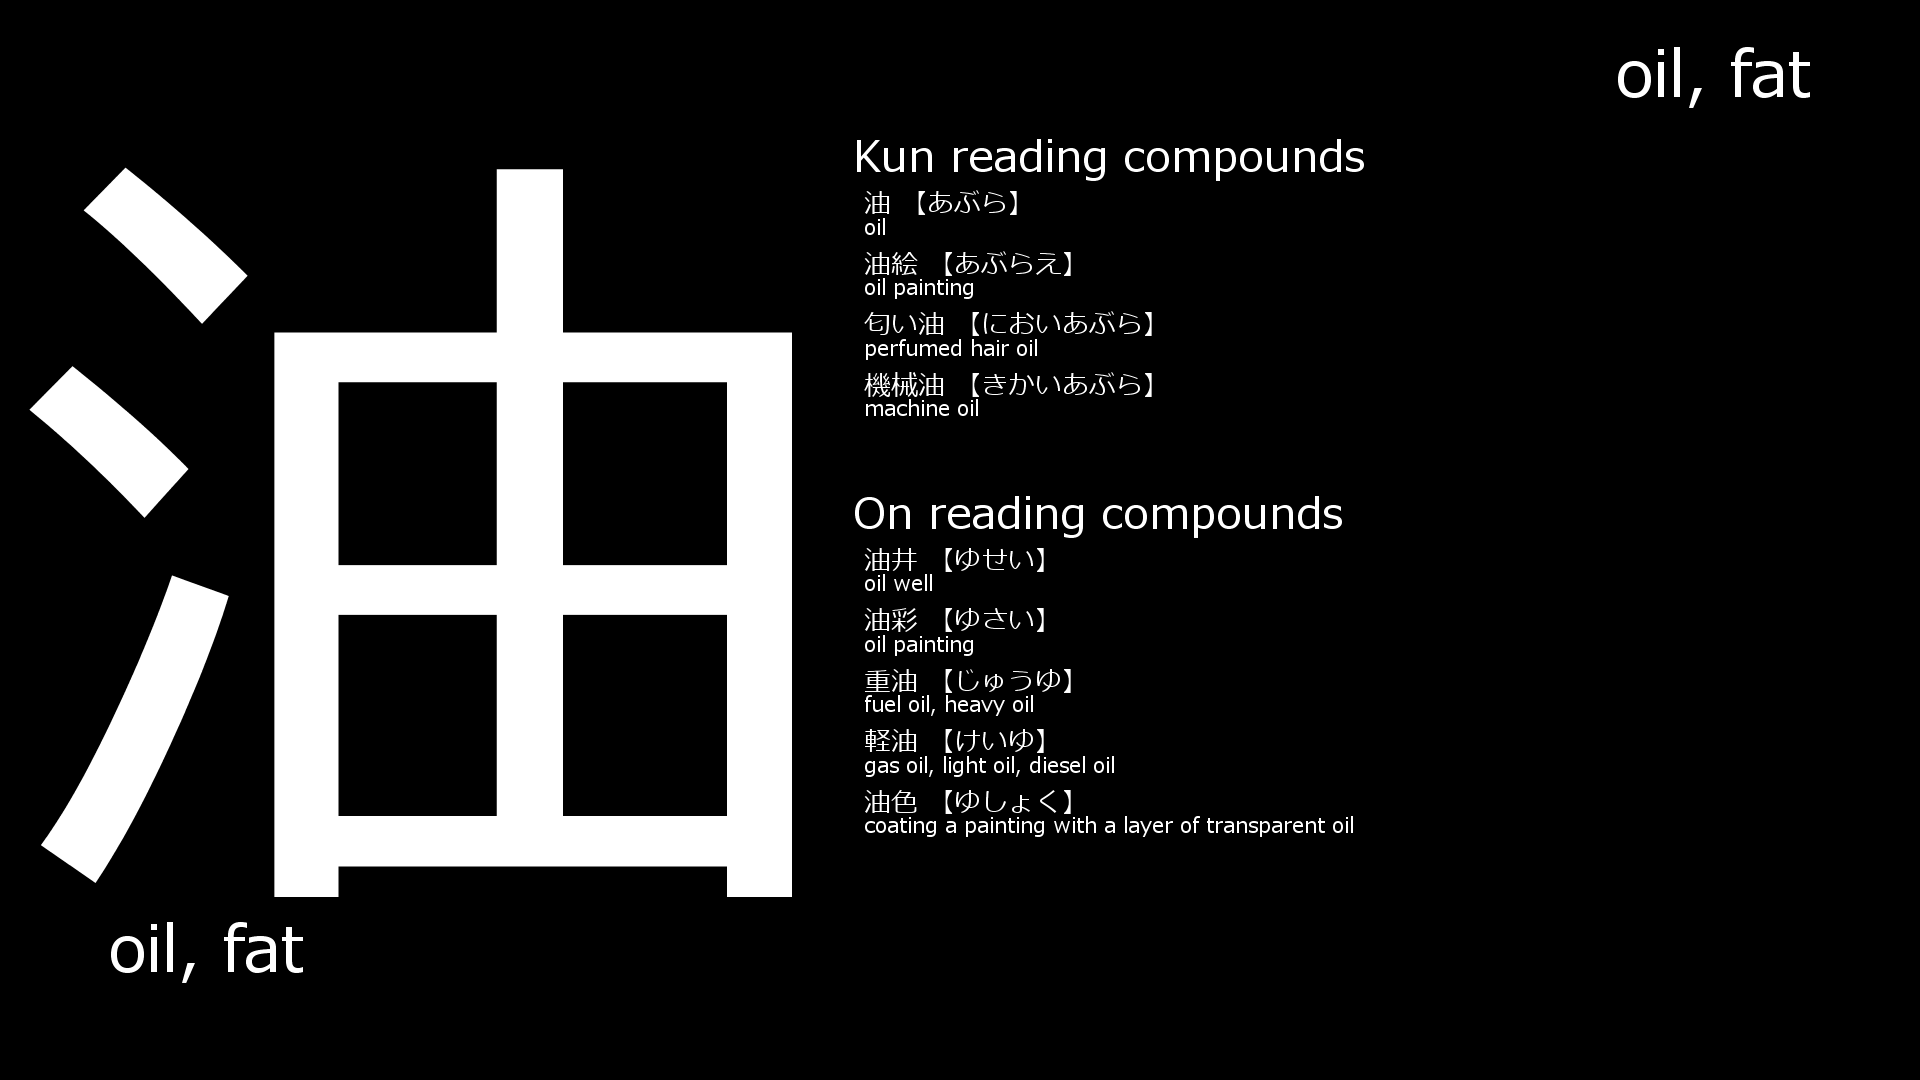 oil, fat
油
oil, fat
Kun reading compounds
油 【あぶら】
oil
油絵 【あぶらえ】
oil painting
匂い油 【においあぶら】
perfumed hair oil
機械油 【きかいあぶら】
machine oil
On reading compounds
油井 【ゆせい】
oil well
油彩 【ゆさい】
oil painting
重油 【じゅうゆ】
fuel oil, heavy oil
軽油 【けいゆ】
gas oil, light oil, diesel oil
油色 【ゆしょく】
coating a painting with a layer of transparent oil